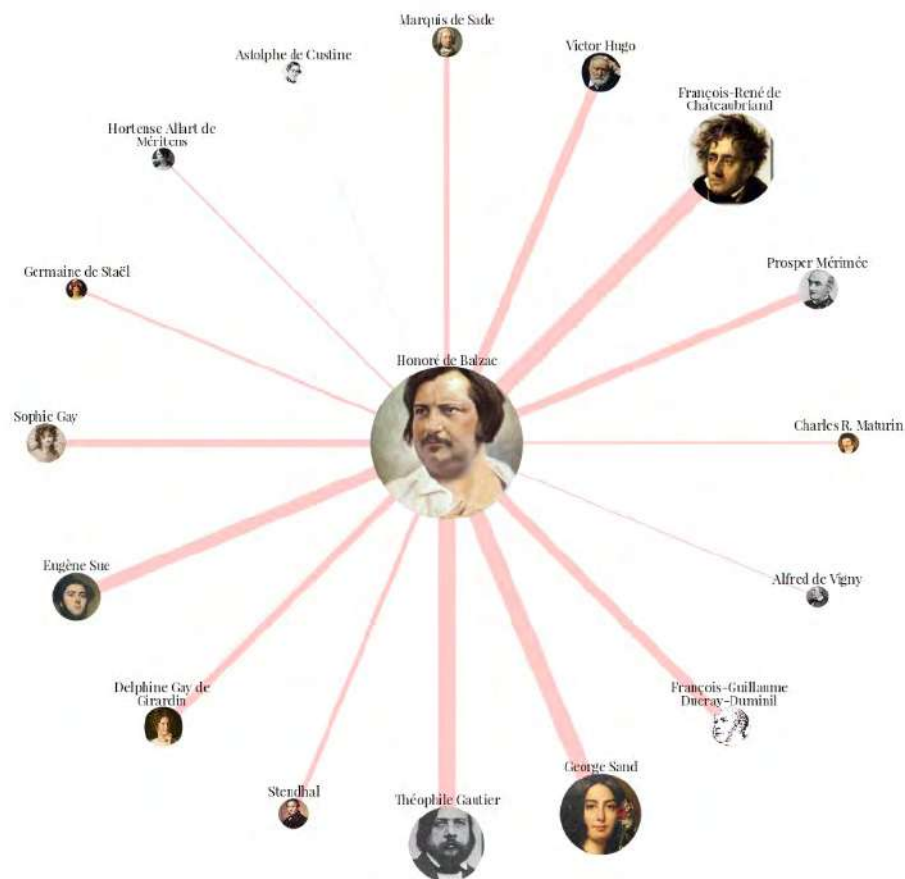 Marquis de Sade
Victor Hugo
Astolphe de Custine
François-René de
Chateaubriand
Hortense Allart de
Méritens
Prosper Mérimée
Germaine de Staël
Honoré de Balzac
Sophie Gay
Charles R. Maturin
Eugène Sue
Alfred de Vigny
Delphine Gay de
Girardin
François-Guillaume
Ducray-Duminil
George Sand
Stendhal
Théophile Gautier